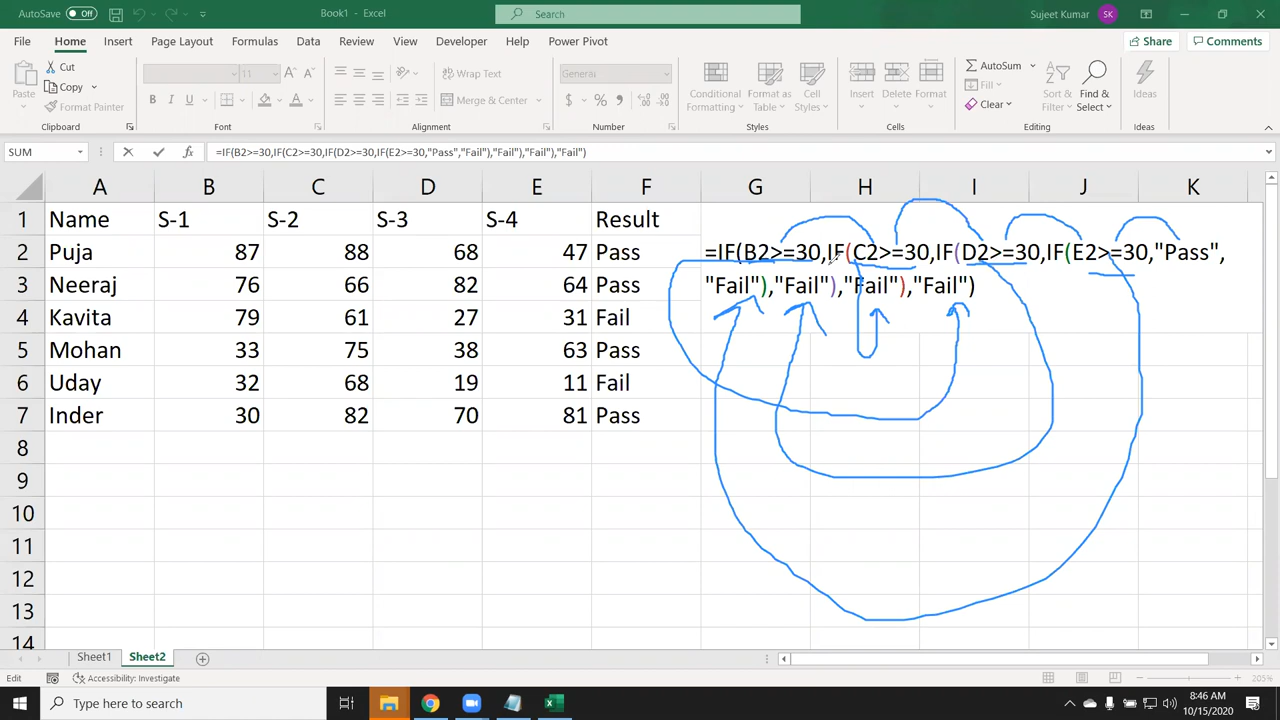 AutoSave Off Book1 - Excel Search Sujeet Kumar SK
File Home Insert Page Layout Formulas Data Review View Developer Help Power Pivot Share Comments
Paste Cut Copy Format Painter
11 A A Wrap Text General AutoSum
B I U A Merge & Center $ % Conditional Formatting Format as Table Cell Styles Insert Delete Format Fill Clear Sort & Filter Find & Select Ideas
Clipboard Font Alignment Number Styles Cells Editing Ideas
SUM fx =IF(B2>=30,IF(C2>=30,IF(D2>=30,IF(E2>=30,"Pass","Fail"),"Fail"),"Fail"),"Fail")
A B C D E F G H I J K
1 Name S-1 S-2 S-3 S-4 Result
2 Puja 87 88 68 47 Pass =IF(B2>=30,IF(C2>=30,IF(D2>=30,IF(E2>=30,"Pass",
3 Neeraj 76 66 82 64 Pass "Fail"),"Fail"),"Fail"),"Fail")
4 Kavita 79 61 27 31 Fail
5 Mohan 33 75 38 63 Pass
6 Uday 32 68 19 11 Fail
7 Inder 30 82 70 81 Pass
8
9
10
11
12
13
14
Sheet1 Sheet2
Edit Accessibility: Investigate 205%
Type here to search 8:46 AM
10/15/2020